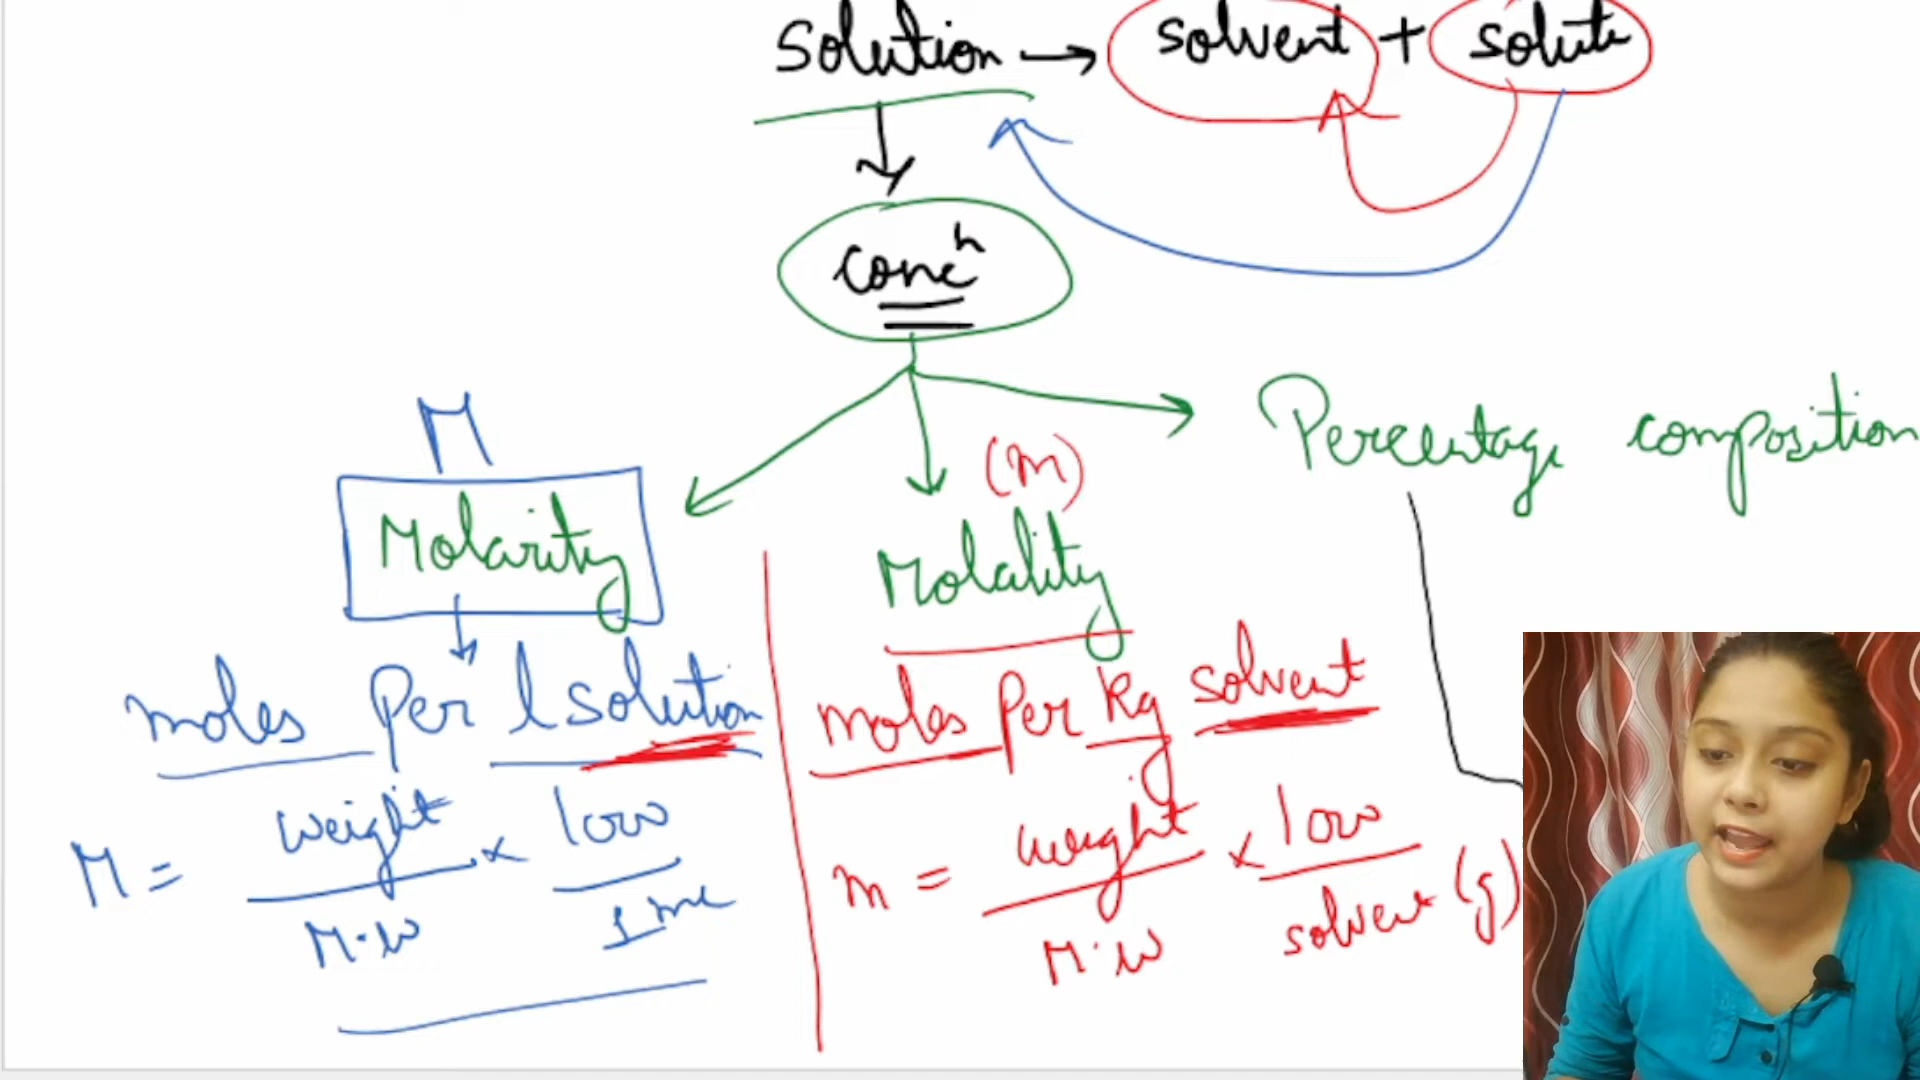 Solution → solvent + solute
concn
Percentage composition
M
Molarity
(m)
Molality
moles per l solution
moles per kg solvent
M = weight / M.W × 1000 / 1 ml
m = weight / M.W × 1000 / solvent (g)